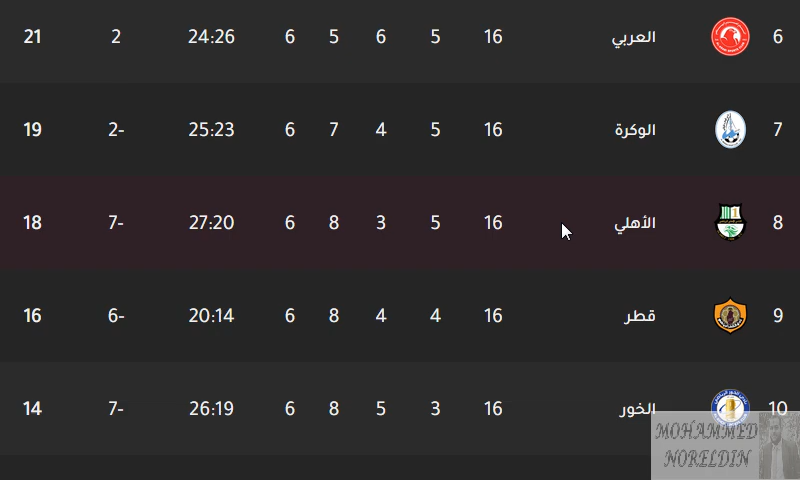 6 العربي 16 5 6 5 6 24:26 2 21
7 الوكرة 16 5 4 7 6 25:23 2- 19
8 الأهلي 16 5 3 8 6 27:20 7- 18
9 قطر 16 4 4 8 6 20:14 6- 16
10 الخور 16 3 5 8 6 26:19 7- 14
MOHAMMED
NORELDIN